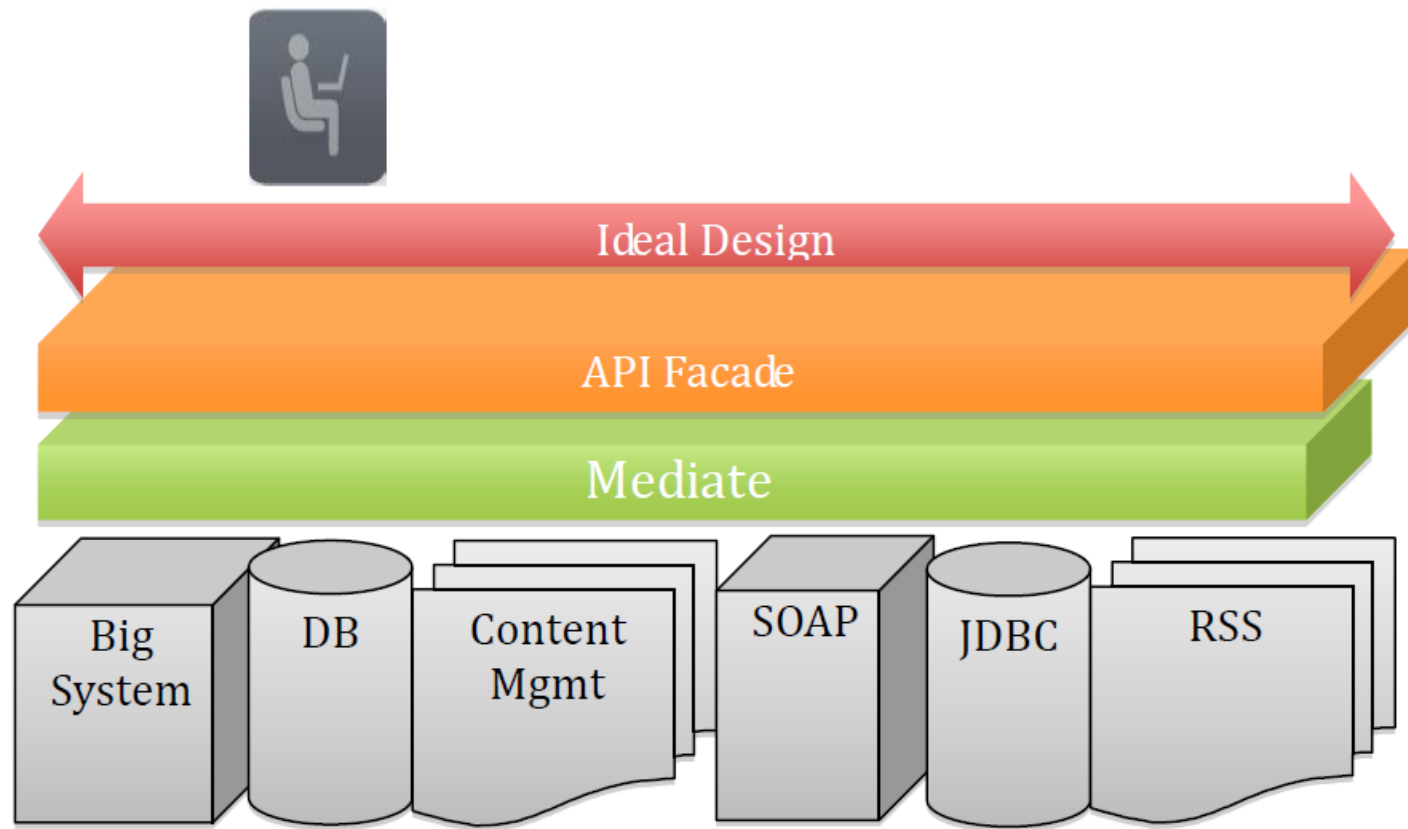 Ideal Design
API Facade
Mediate
Big
System
DB
Content
Mgmt
SOAP
JDBC
RSS